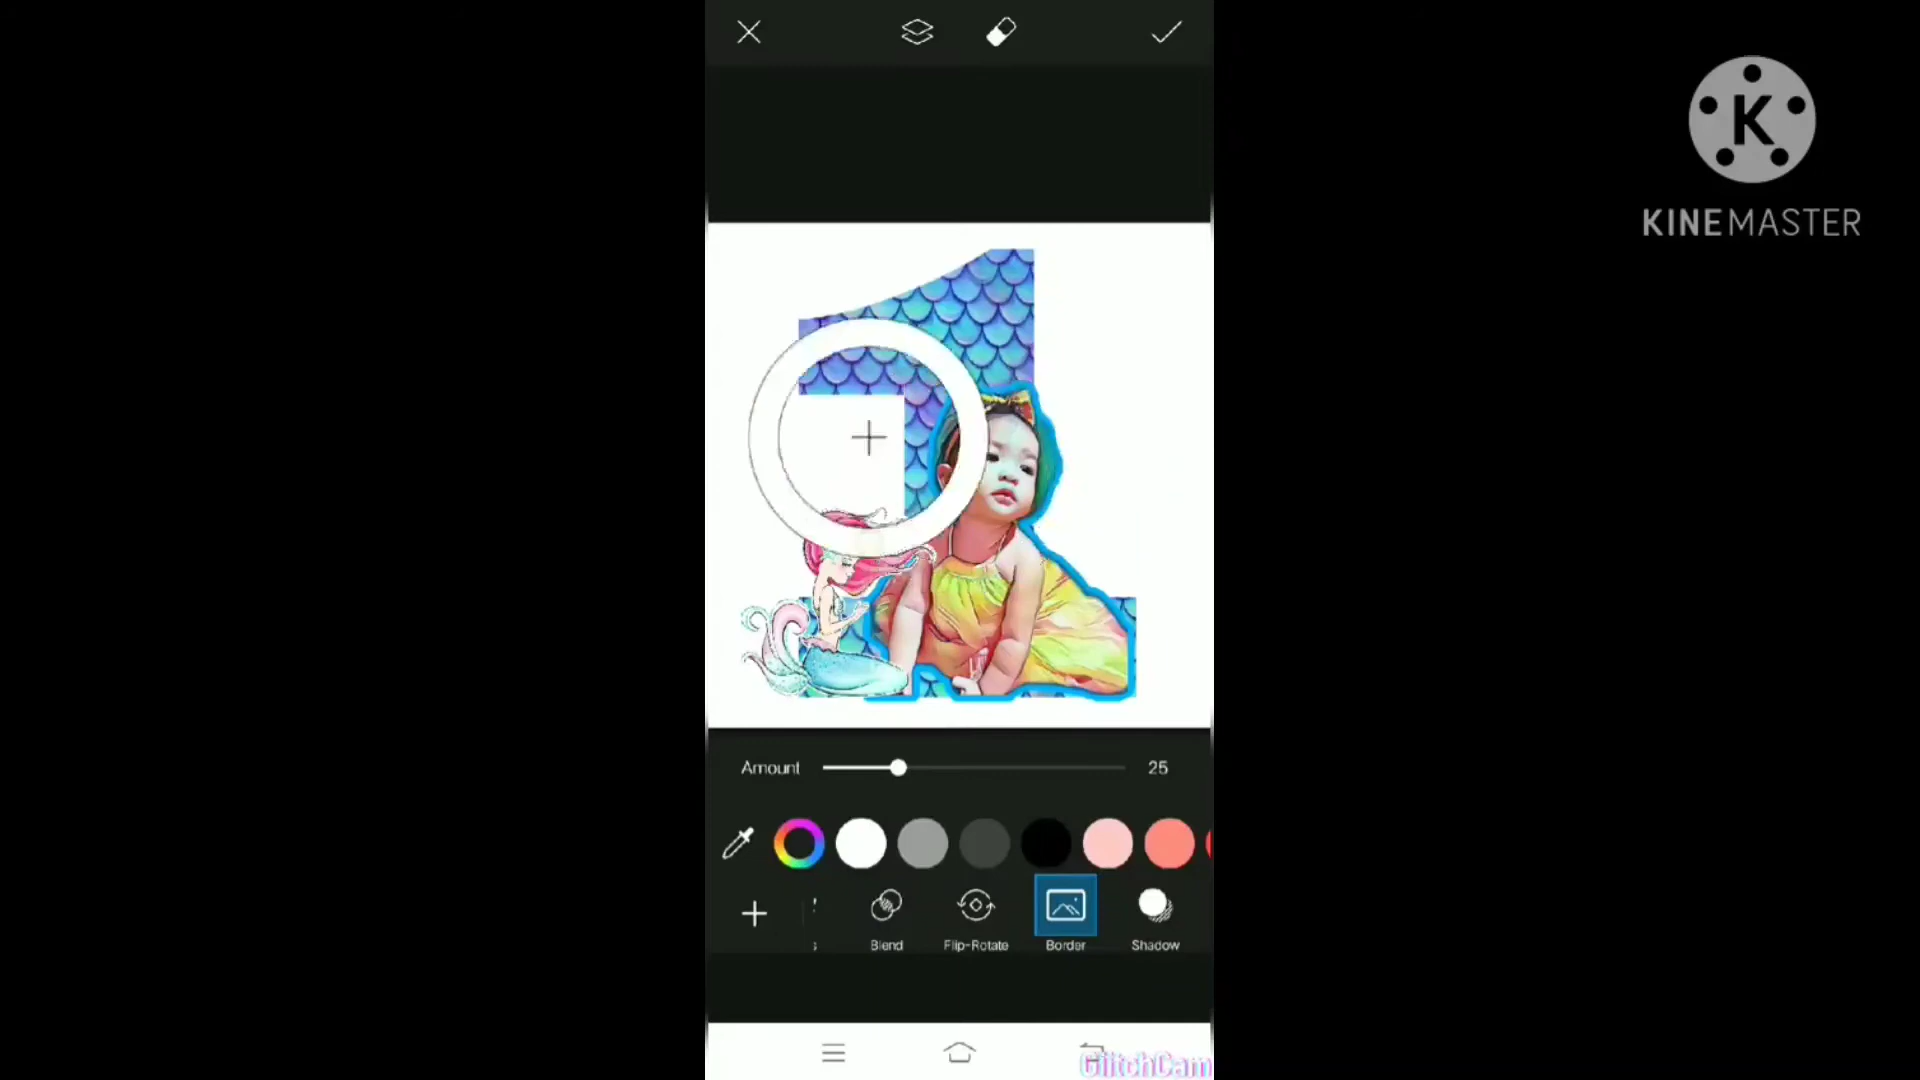 K
KINEMASTER
Amount 25
Blend Flip-Rotate Border Shadow
GlitchCam